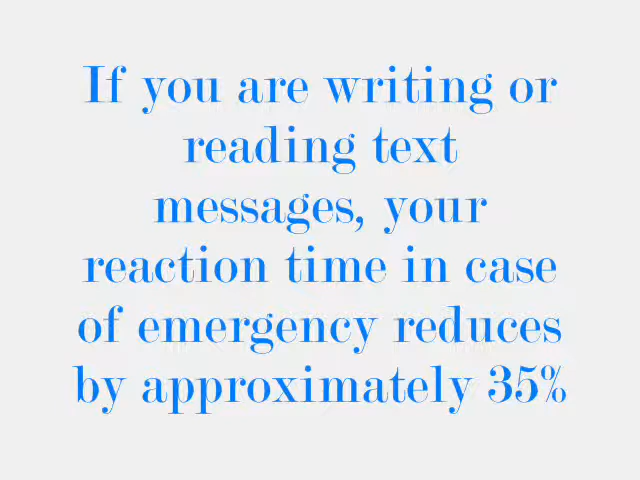 If you are writing or
reading text
messages, your
reaction time in case
of emergency reduces
by approximately 35%